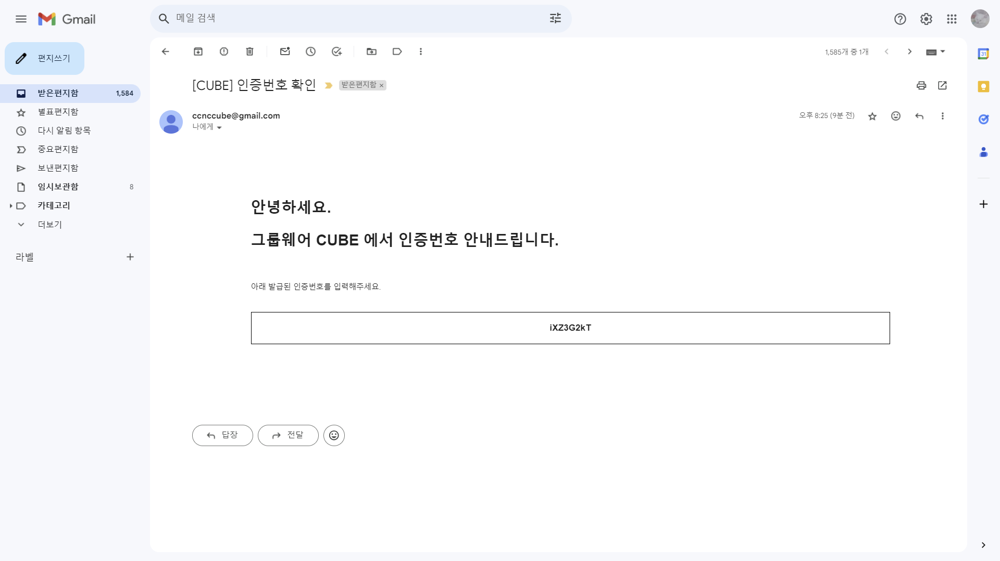 Gmail
메일 검색
편지쓰기
받은편지함 1,584
별표편지함
다시 알림 항목
중요편지함
보낸편지함
임시보관함 8
카테고리
더보기
라벨
1,585개 중 1개
[CUBE] 인증번호 확인 받은편지함 ×
ccnccube@gmail.com 오후 8:25 (9분 전)
나에게
안녕하세요.
그룹웨어 CUBE 에서 인증번호 안내드립니다.
아래 발급된 인증번호를 입력해주세요.
iXZ3G2kT
답장 전달
31